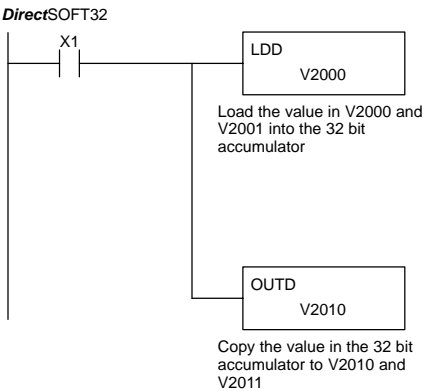 DirectSOFT32
X1
LDD
V2000
Load the value in V2000 and
V2001 into the 32 bit
accumulator
OUTD
V2010
Copy the value in the 32 bit
accumulator to V2010 and
V2011